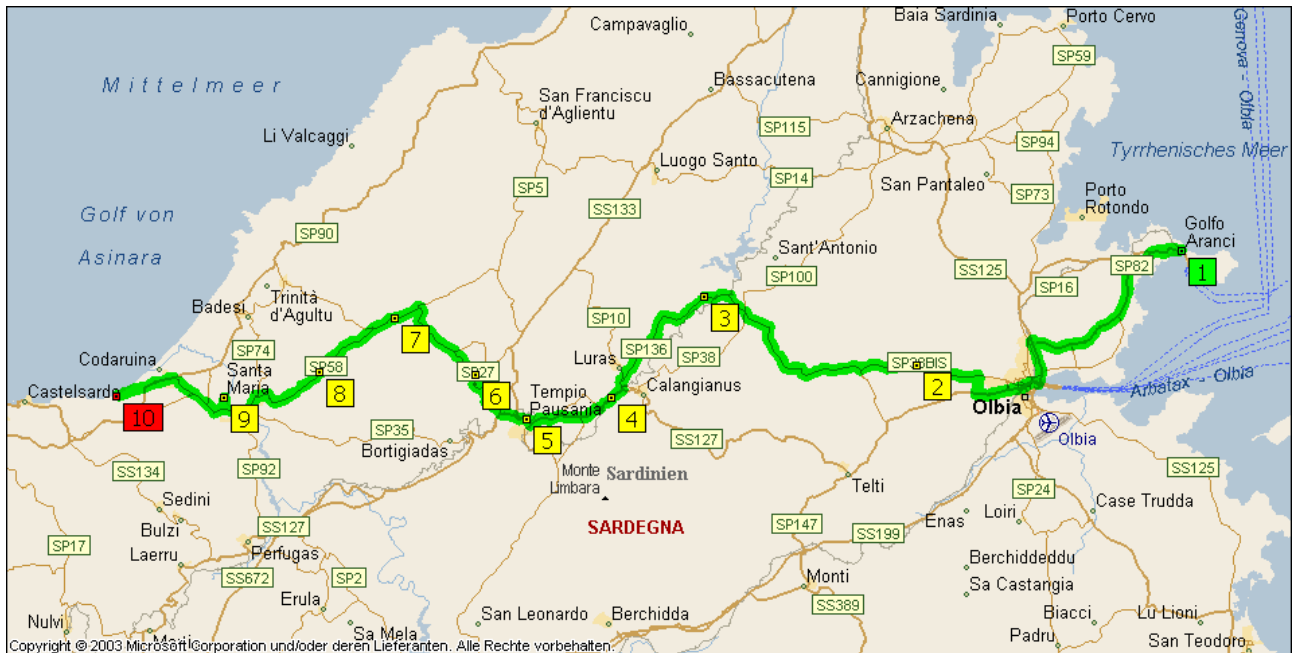 Campavaglio
Baia Sardinia
Porto Cervo
Genova - Olbia
SP59
Mittelmeer
Bassacutena
Cannigione
San Franciscu
d'Aglientu
SP115
Arzachena
Li Valcaggi
SP94
Tyrrhenisches Meer
Luogo Santo
SP14
SP5
San Pantaleo
SP73
Porto
Rotondo
Golf von
Asinara
SS133
SP90
Golfo
Aranci
Sant'Antonio
SP82
1
SS125
SP100
SP16
Trinità
d'Agultu
Badesi
3
SP10
7
Codaruina
SP74
SP136
SP38
Luras
SP58
Santa
Maria
SP27
SP38BIS
2
Castelsardo
8
6
Calangianus
Arbatax - Olbia
10
9
Tempio
Pausania
4
Olbia
5
SP35
Bortigiadas
SS127
Olbia
SS134
SP92
Monte
Limbara
Sardinien
Telti
SS125
SP24
Sedini
Case Trudda
Bulzi
SS127
SARDEGNA
SP147
Enas
Loiri
SS199
SP17
Laerru
Perfugas
Berchiddeddu
SS672
SP2
Monti
Sa Castangia
Erula
SS389
Nulvi
San Leonardo
Berchidda
Biacci
Lu Lioni
Sa Mela
Padru
San Teodoro
Copyright © 2003 Microsoft Corporation und/oder deren Lieferanten. Alle Rechte vorbehalten.